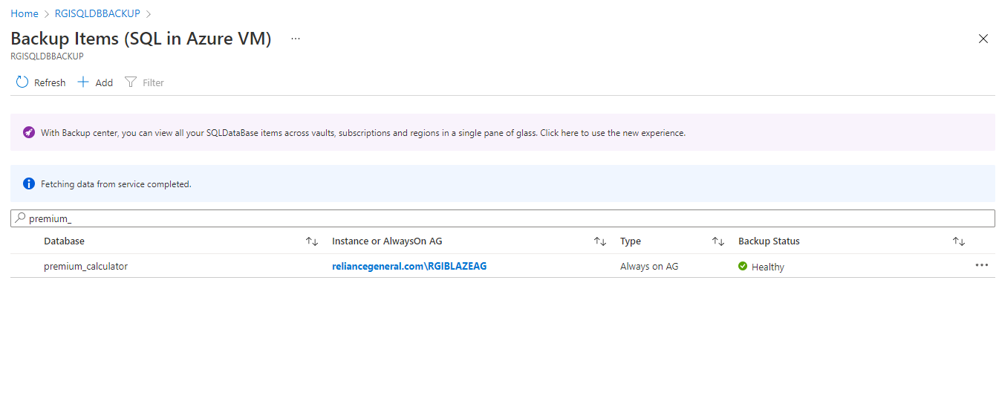 Home > RGISQLDBBACKUP >
Backup Items (SQL in Azure VM) ...
RGISQLDBBACKUP
Refresh Add Filter
With Backup center, you can view all your SQLDataBase items across vaults, subscriptions and regions in a single pane of glass. Click here to use the new experience.
Fetching data from service completed.
premium_
Database Instance or AlwaysOn AG Type Backup Status
premium_calculator reliancegeneral.com\RGIBLAZEAG Always on AG Healthy ...